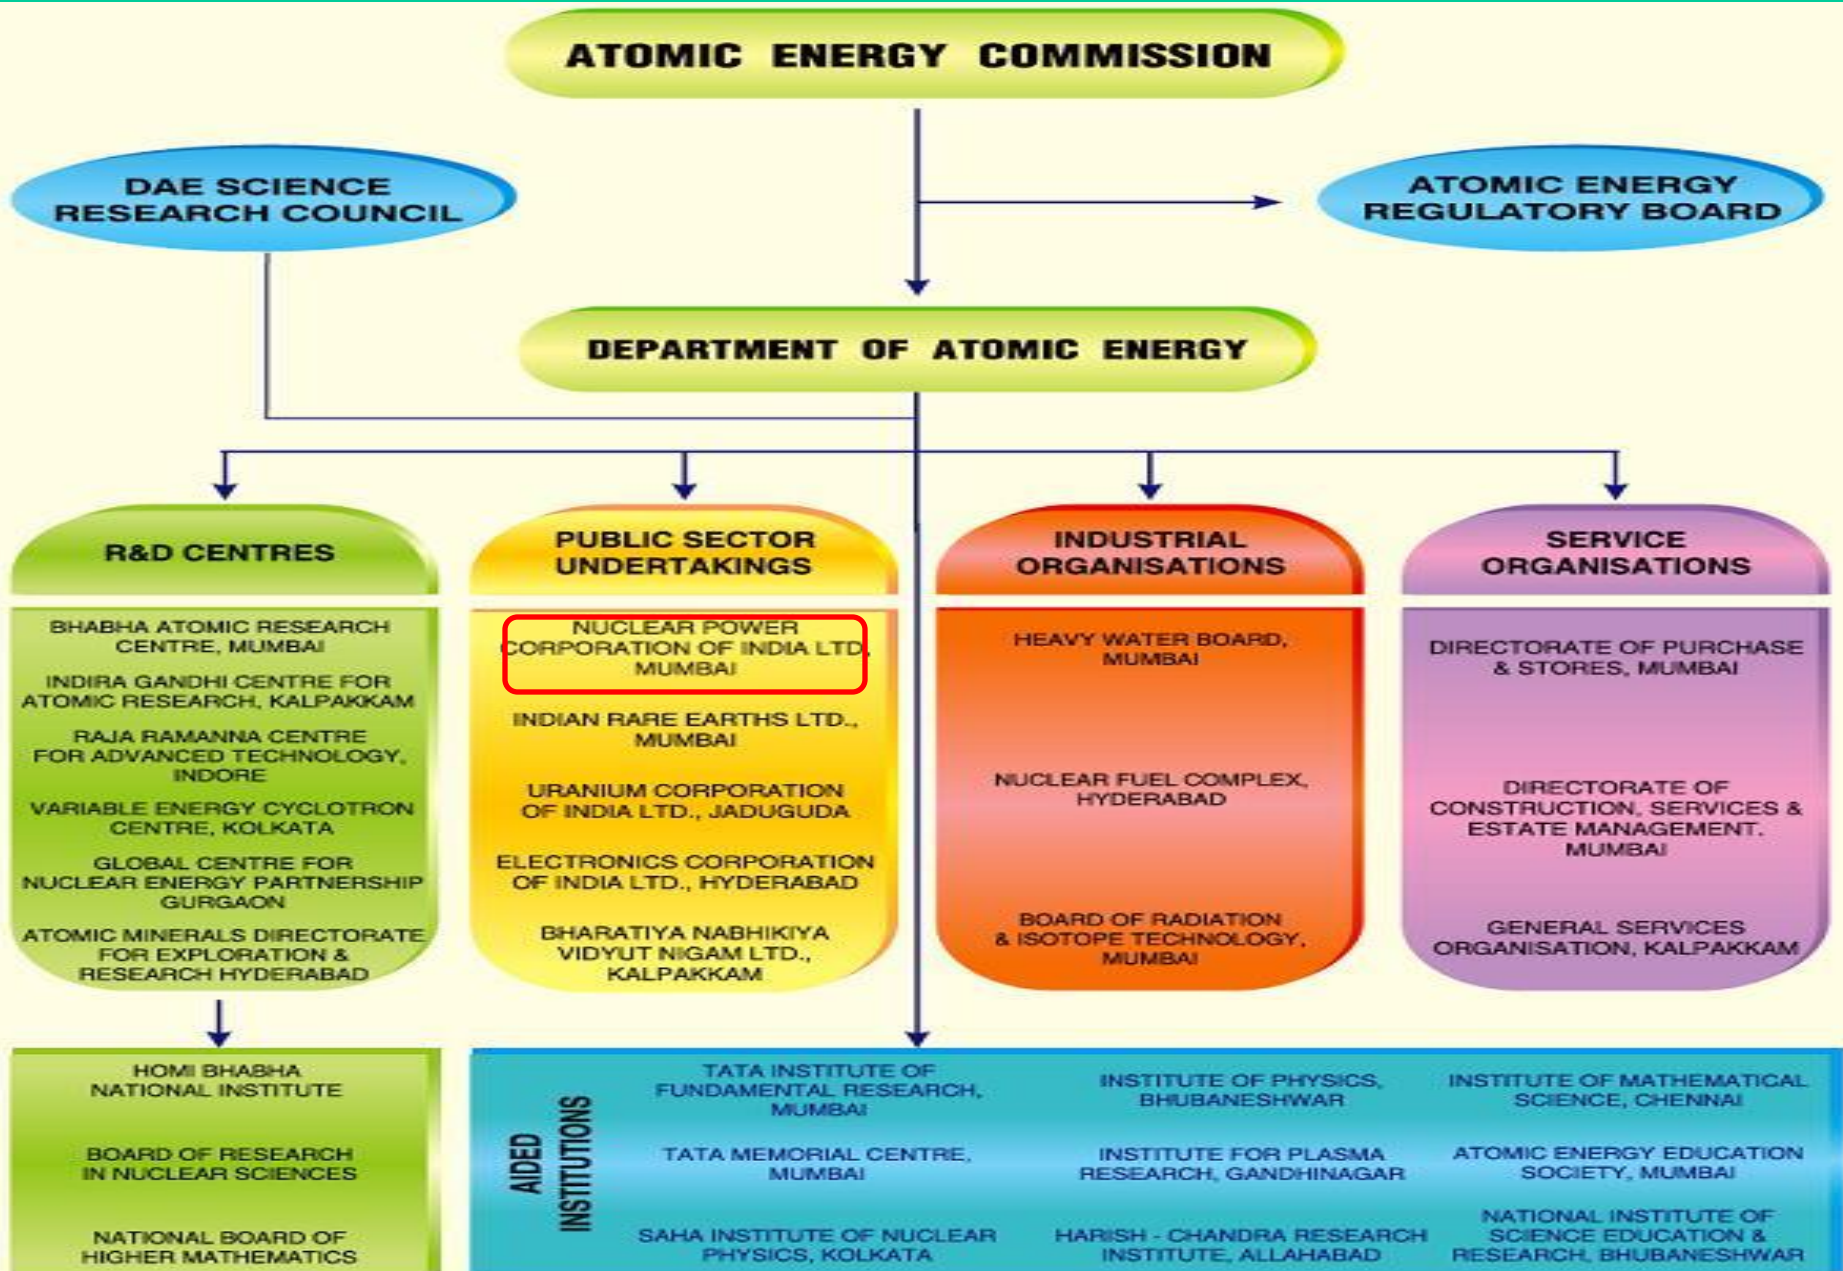 ATOMIC ENERGY COMMISSION
DAE SCIENCE
RESEARCH COUNCIL
ATOMIC ENERGY
REGULATORY BOARD
DEPARTMENT OF ATOMIC ENERGY
R&D CENTRES
BHABHA ATOMIC RESEARCH
CENTRE, MUMBAI
INDIRA GANDHI CENTRE FOR
ATOMIC RESEARCH, KALPAKKAM
RAJA RAMANNA CENTRE
FOR ADVANCED TECHNOLOGY,
INDORE
VARIABLE ENERGY CYCLOTRON
CENTRE, KOLKATA
GLOBAL CENTRE FOR
NUCLEAR ENERGY PARTNERSHIP
GURGAON
ATOMIC MINERALS DIRECTORATE
FOR EXPLORATION &
RESEARCH HYDERABAD
PUBLIC SECTOR
UNDERTAKINGS
NUCLEAR POWER
CORPORATION OF INDIA LTD,
MUMBAI
INDIAN RARE EARTHS LTD.,
MUMBAI
URANIUM CORPORATION
OF INDIA LTD., JADUGUDA
ELECTRONICS CORPORATION
OF INDIA LTD., HYDERABAD
BHARATIYA NABHIKIYA
VIDYUT NIGAM LTD.,
KALPAKKAM
INDUSTRIAL
ORGANISATIONS
HEAVY WATER BOARD,
MUMBAI
NUCLEAR FUEL COMPLEX,
HYDERABAD
BOARD OF RADIATION
& ISOTOPE TECHNOLOGY,
MUMBAI
SERVICE
ORGANISATIONS
DIRECTORATE OF PURCHASE
& STORES, MUMBAI
DIRECTORATE OF
CONSTRUCTION, SERVICES &
ESTATE MANAGEMENT.
MUMBAI
GENERAL SERVICES
ORGANISATION, KALPAKKAM
HOMI BHABHA
NATIONAL INSTITUTE
BOARD OF RESEARCH
IN NUCLEAR SCIENCES
NATIONAL BOARD OF
HIGHER MATHEMATICS
AIDED
INSTITUTIONS
TATA INSTITUTE OF
FUNDAMENTAL RESEARCH,
MUMBAI
TATA MEMORIAL CENTRE,
MUMBAI
SAHA INSTITUTE OF NUCLEAR
PHYSICS, KOLKATA
INSTITUTE OF PHYSICS,
BHUBANESHWAR
INSTITUTE FOR PLASMA
RESEARCH, GANDHINAGAR
HARISH - CHANDRA RESEARCH
INSTITUTE, ALLAHABAD
INSTITUTE OF MATHEMATICAL
SCIENCE, CHENNAI
ATOMIC ENERGY EDUCATION
SOCIETY, MUMBAI
NATIONAL INSTITUTE OF
SCIENCE EDUCATION &
RESEARCH, BHUBANESHWAR